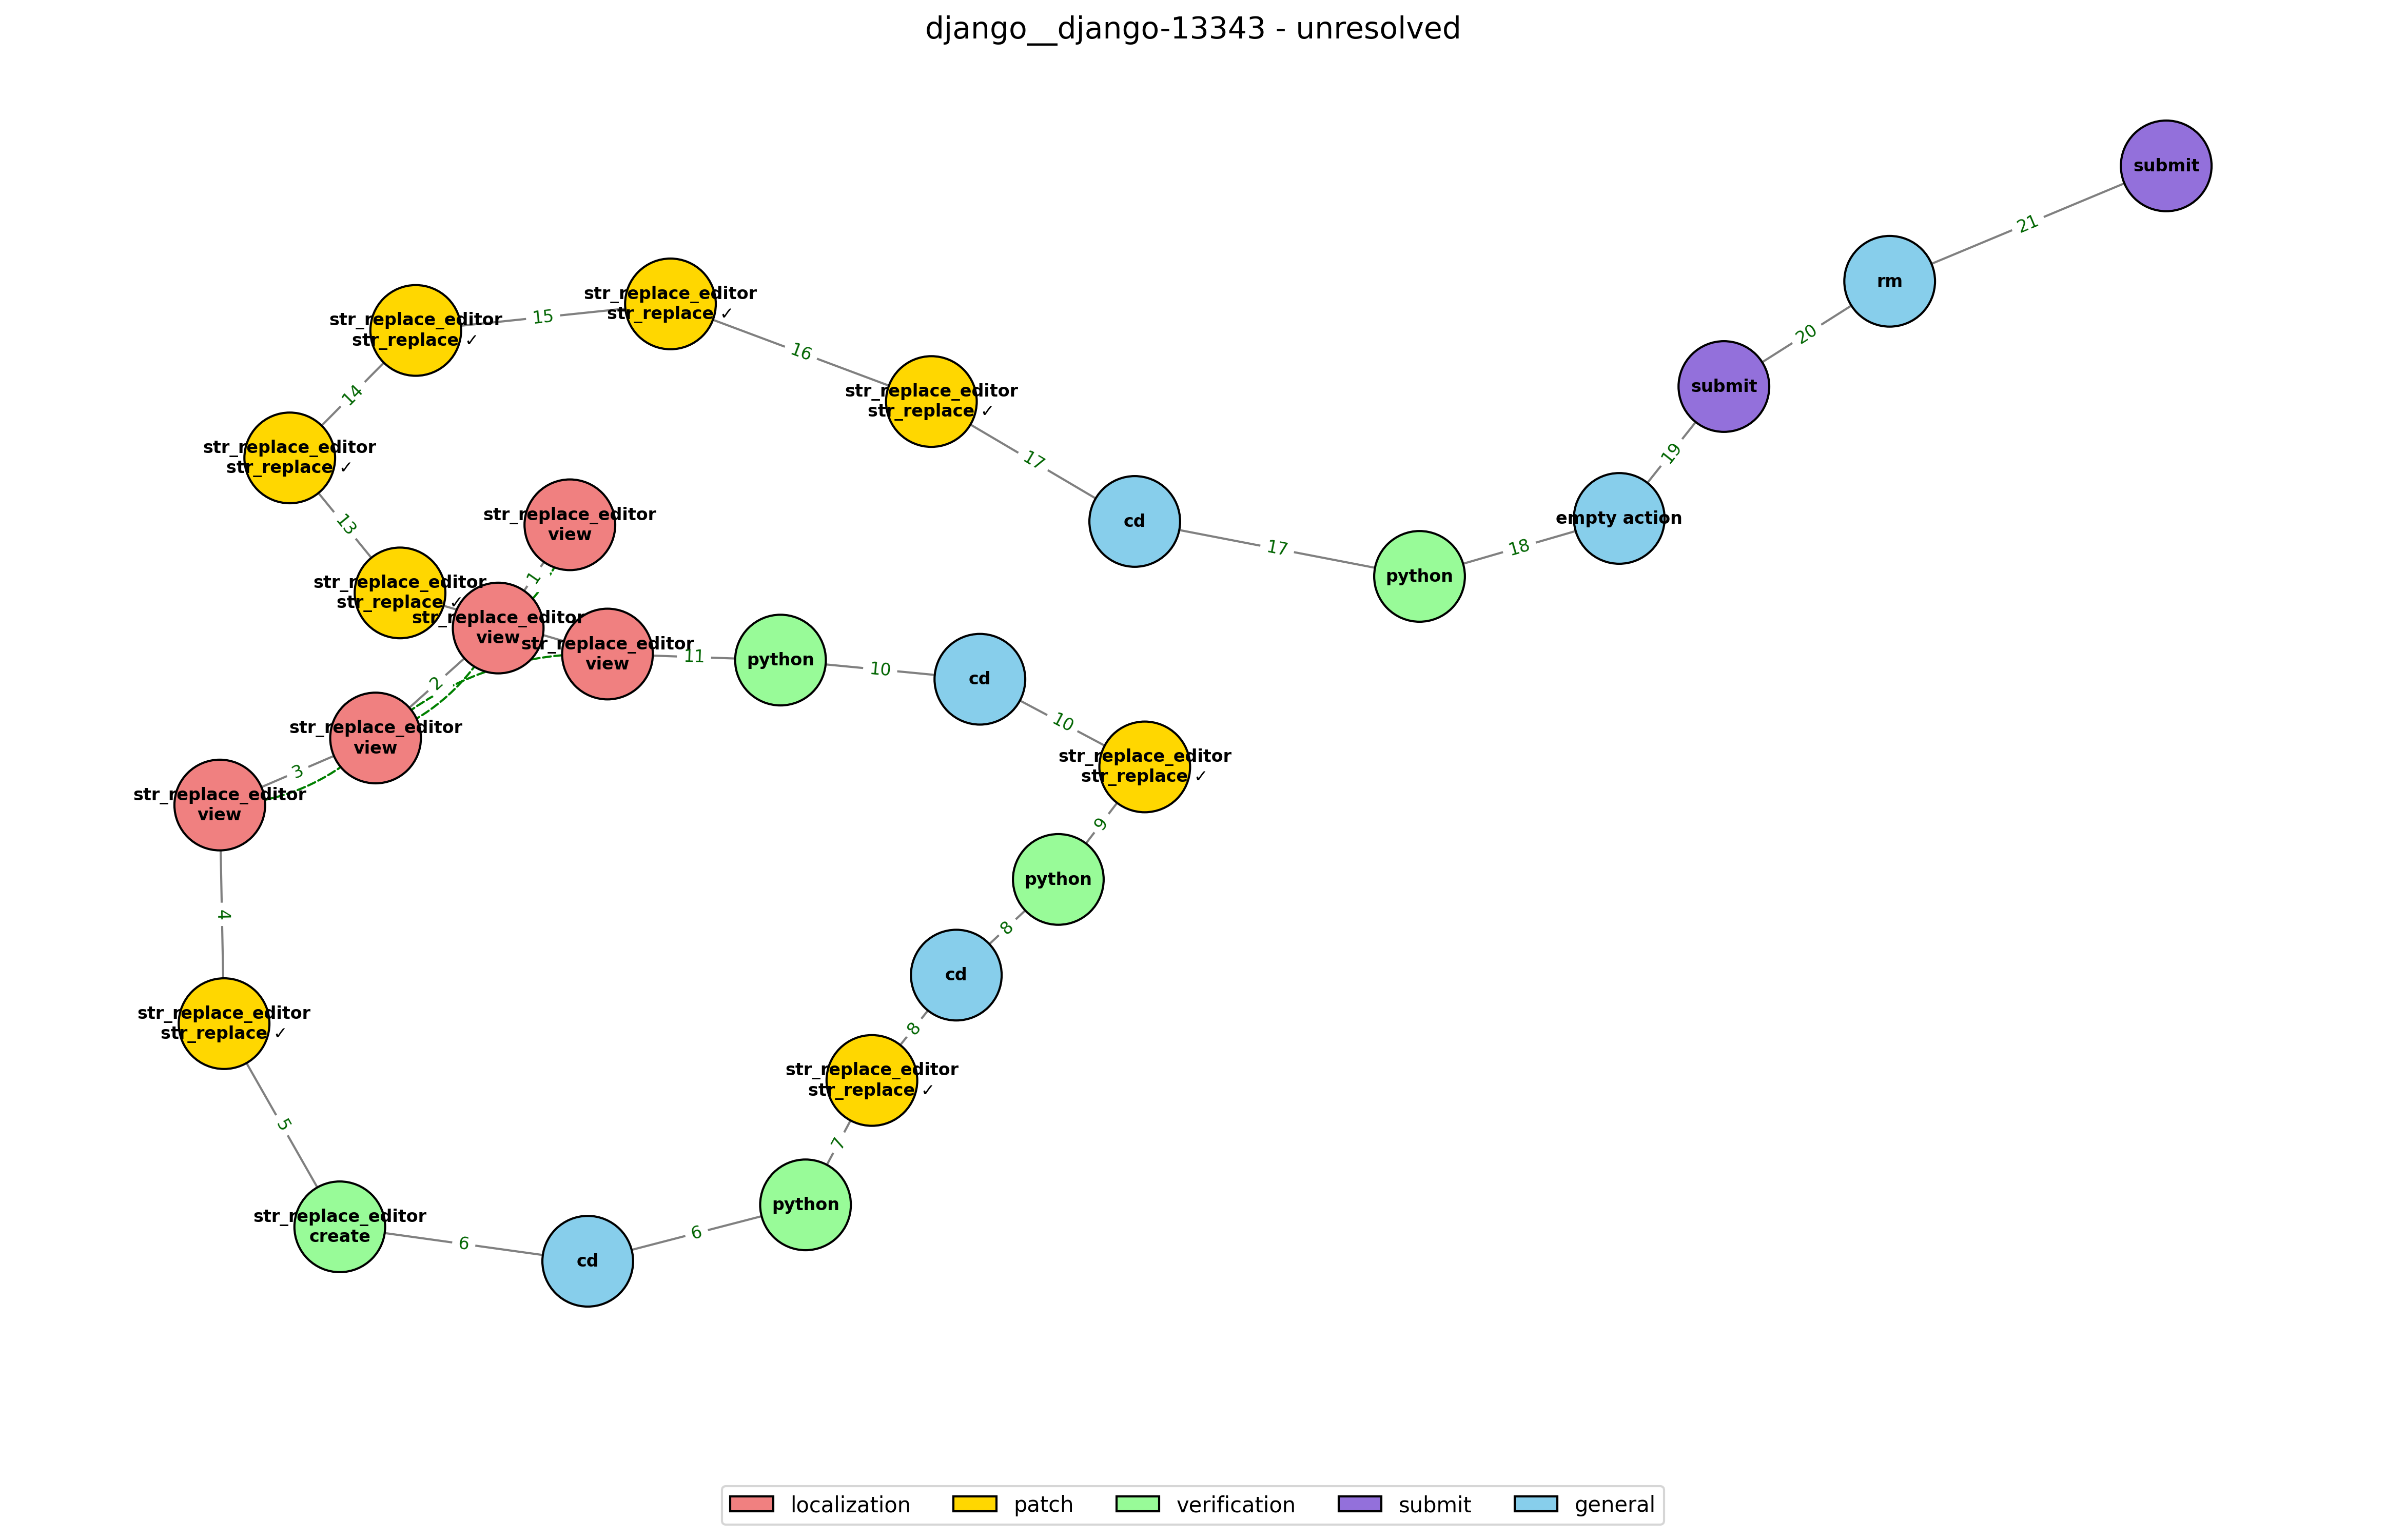 django__django-13343 - unresolved
submit
21
rm
20
submit
19
empty action
18
python
17
cd
17
str_replace_editor
str_replace ✓
16
str_replace_editor
str_replace ✓
15
str_replace_editor
str_replace ✓
14
str_replace_editor
str_replace ✓
13
str_replace_editor
str_replace ✓
str_replace_editor
view
1
str_replace_editor
view
str_replace_editor
view
11
python
10
cd
10
str_replace_editor
str_replace ✓
2
str_replace_editor
view
3
str_replace_editor
view
4
9
python
8
cd
8
str_replace_editor
str_replace ✓
7
python
6
cd
6
str_replace_editor
create
5
str_replace_editor
str_replace ✓
localization
patch
verification
submit
general